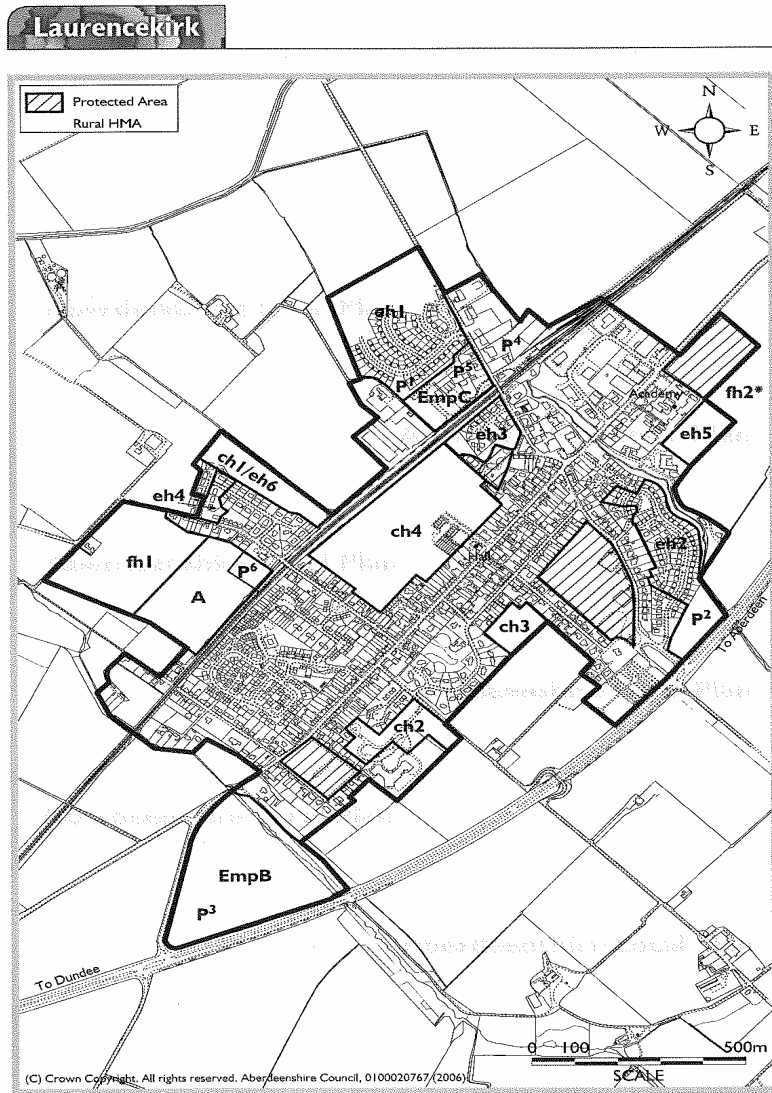 Laurencekirk
Protected Area
Rural HMA
N
W
E
S
eh1
P⁴
P⁵
P¹
EmpC
Academy
fh2*
eh3
eh5
ch1/eh6
eh4
ch4
Hall
eh2
fh1
P⁶
A
P²
ch3
To Aberdeen
ch2
EmpB
P³
To Dundee
0 100 500m
SCALE
(C) Crown Copyright. All rights reserved. Aberdeenshire Council, 0100020767 (2006)